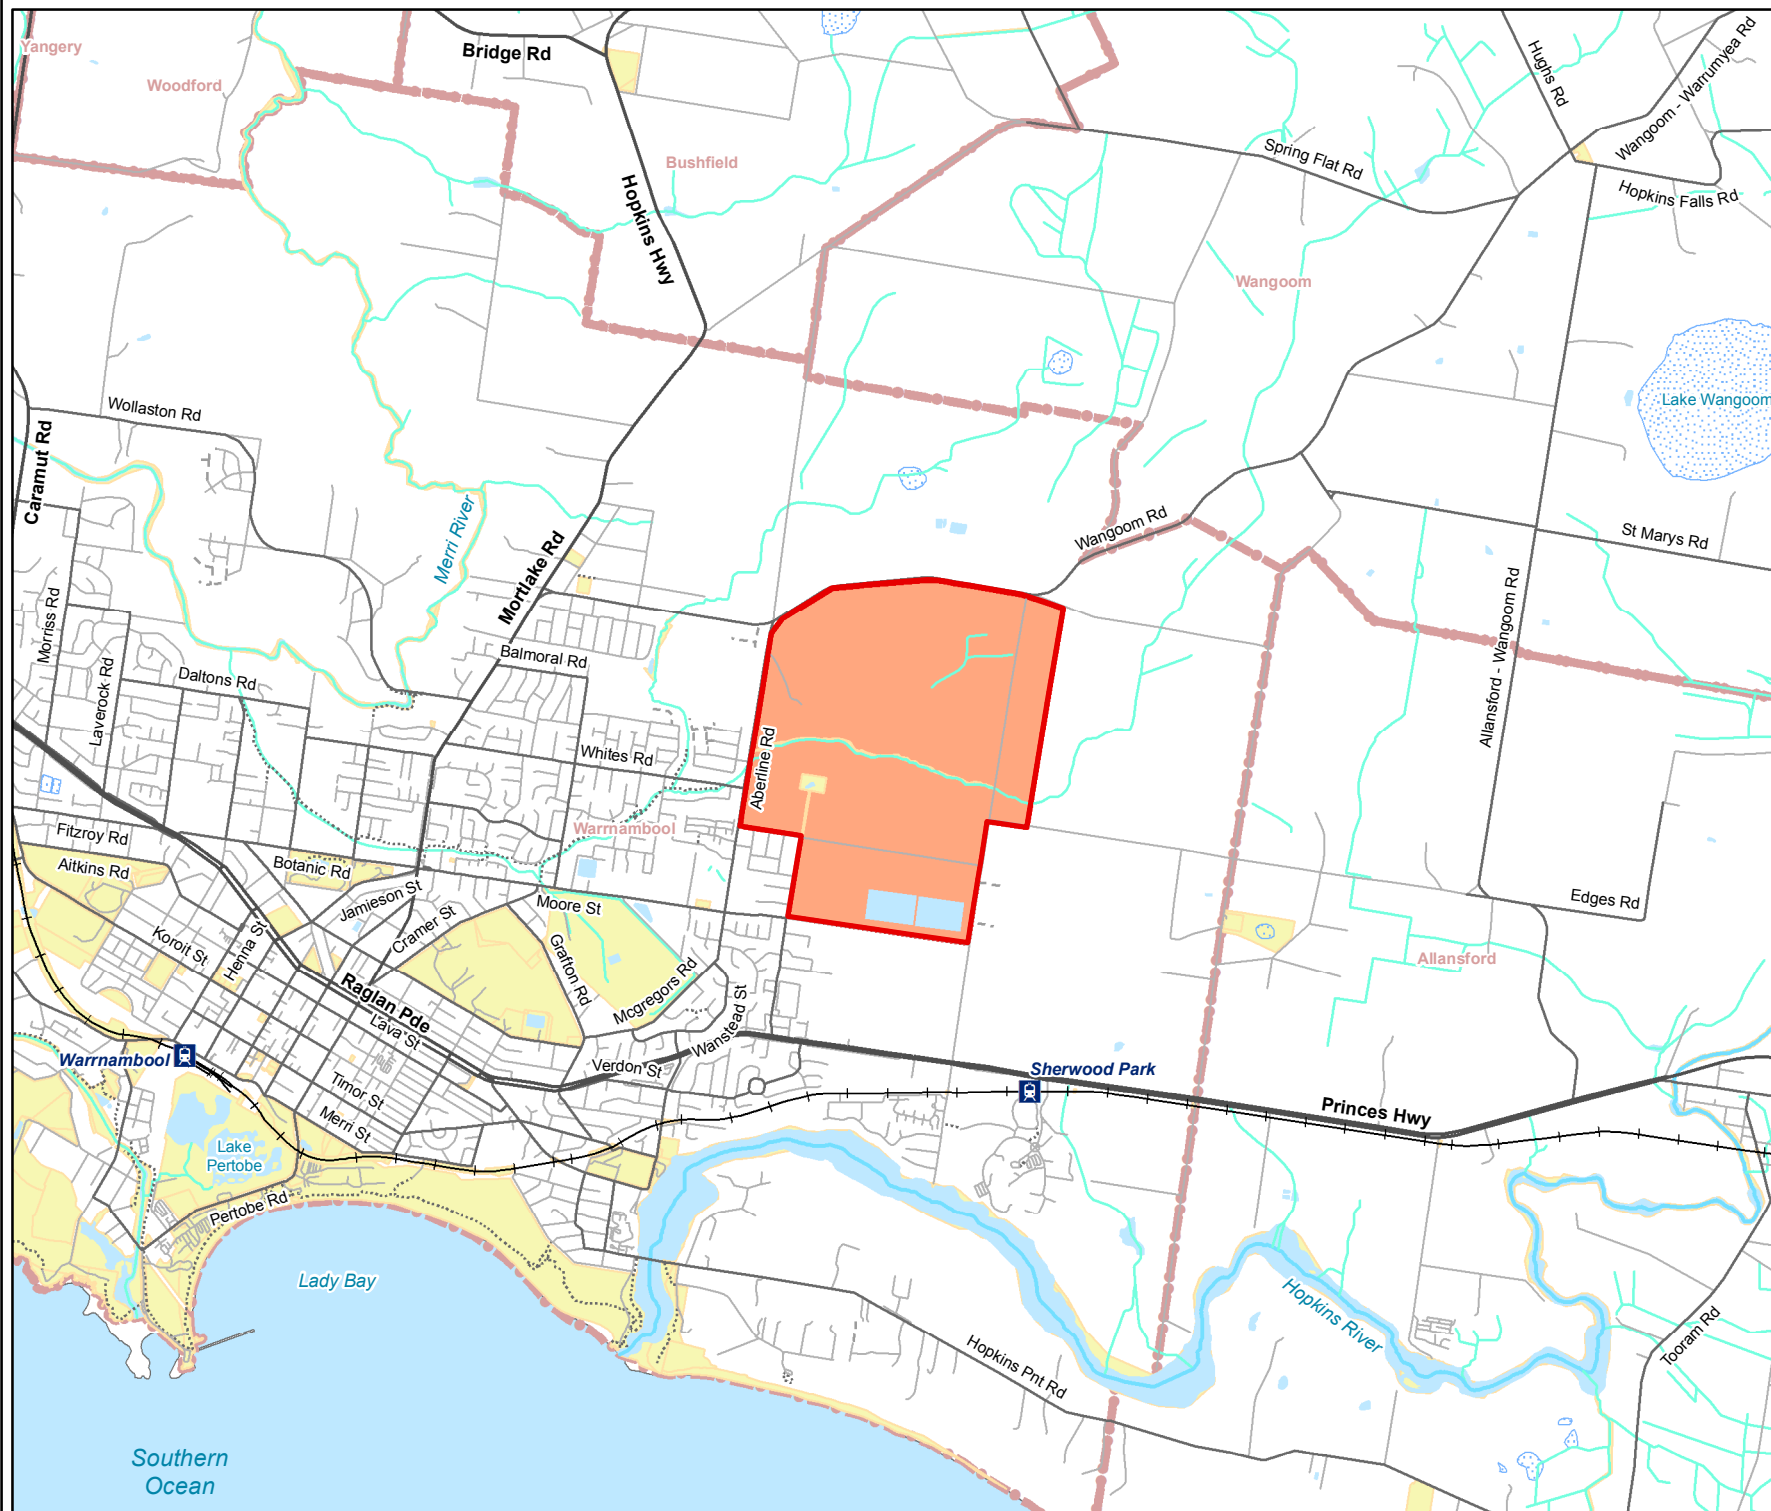 Yangery
Bridge Rd
Woodford
Hughs Rd
Wangoom - Warrumyea Rd
Bushfield
Spring Flat Rd
Hopkins Falls Rd
Hopkins Hwy
Wangoom
Lake Wangoom
Wollaston Rd
Caramut Rd
Merri River
Mortlake Rd
Wangoom Rd
St Marys Rd
Morriss Rd
Laverock Rd
Daltons Rd
Balmoral Rd
Allansford - Wangoom Rd
Whites Rd
Aberline Rd
Warrnambool
Fitzroy Rd
Aitkins Rd
Botanic Rd
Jamieson St
Cramer St
Moore St
Edges Rd
Koroit St
Henna St
Grafton Rd
Mcgregors Rd
Allansford
Raglan Pde
Lava St
Wanstead St
Warrnambool
Verdon St
Sherwood Park
Timor St
Merri St
Princes Hwy
Lake
Pertobe
Pertobe Rd
Lady Bay
Hopkins River
Hopkins Pnt Rd
Tooram Rd
Southern
Ocean